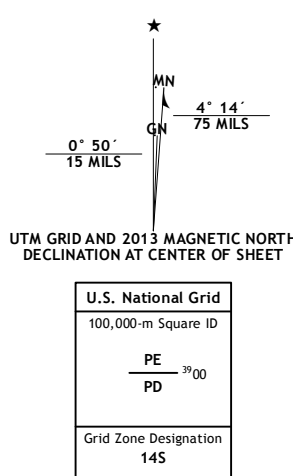 ★
MN
GN
4° 14´
75 MILS
0° 50´
15 MILS
UTM GRID AND 2013 MAGNETIC NORTH
DECLINATION AT CENTER OF SHEET
U.S. National Grid
100,000-m Square ID
PE
3900
PD
Grid Zone Designation
14S